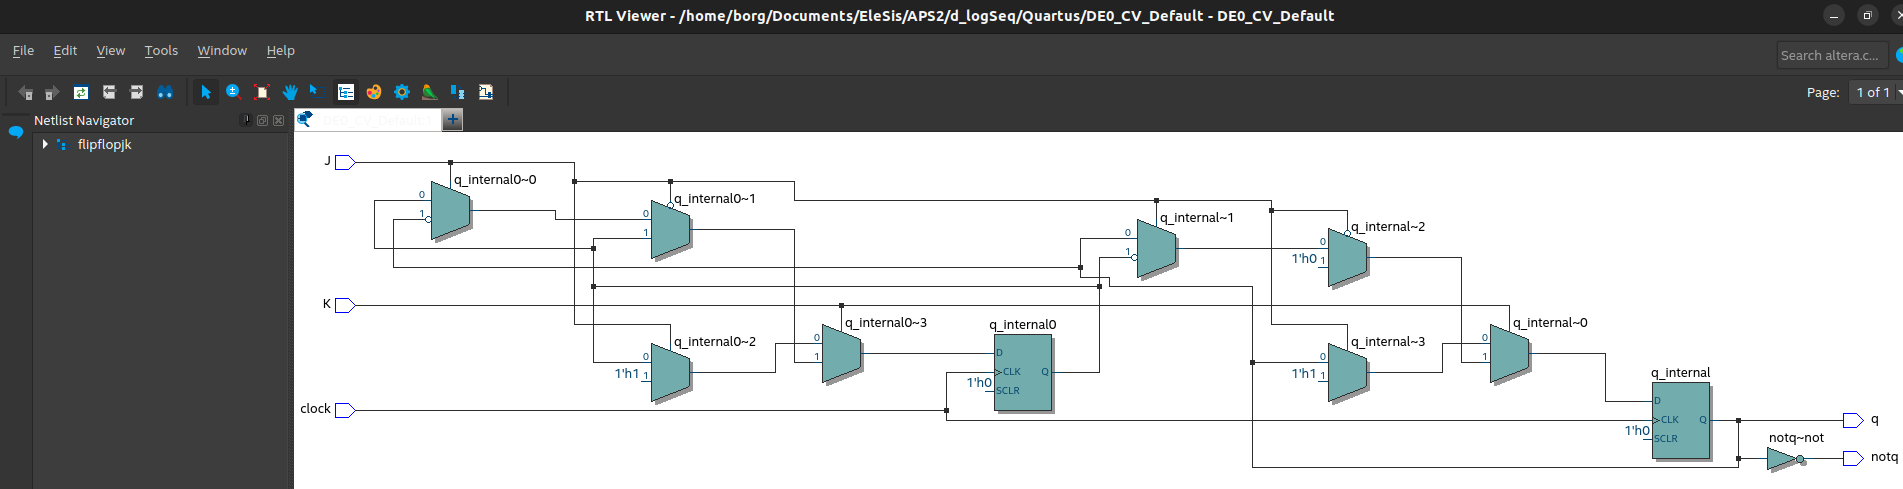 RTL Viewer - /home/borg/Documents/EleSis/APS2/d_logSeq/Quartus/DE0_CV_Default - DE0_CV_Default
File Edit View Tools Window Help
Search altera.c...
Page: 1 of 1
Netlist Navigator
flipflopjk
J
q_internal0~0
0
1
q_internal0~1
0
1
q_internal~1
0
1
q_internal~2
0
1'h0 1
K
q_internal0~2
0
1'h1 1
q_internal0~3
0
1
q_internal0
D
CLK Q
1'h0 SCLR
q_internal~3
0
1'h1 1
q_internal~0
0
1
q_internal
D
CLK Q
1'h0 SCLR
clock
q
notq~not
notq